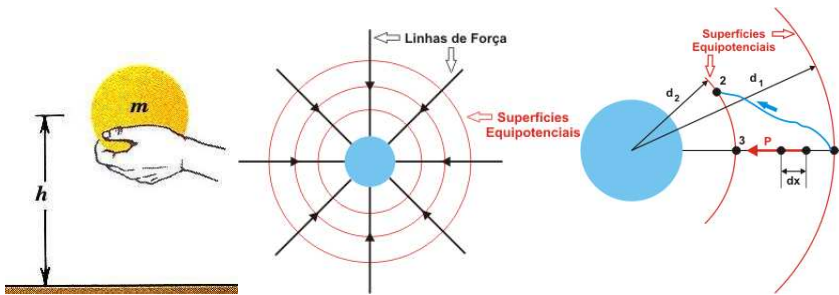 m
h
Linhas de Força
Superfícies
Equipotenciais
Superfícies
Equipotenciais
d₁
d₂
2
3
P
dx